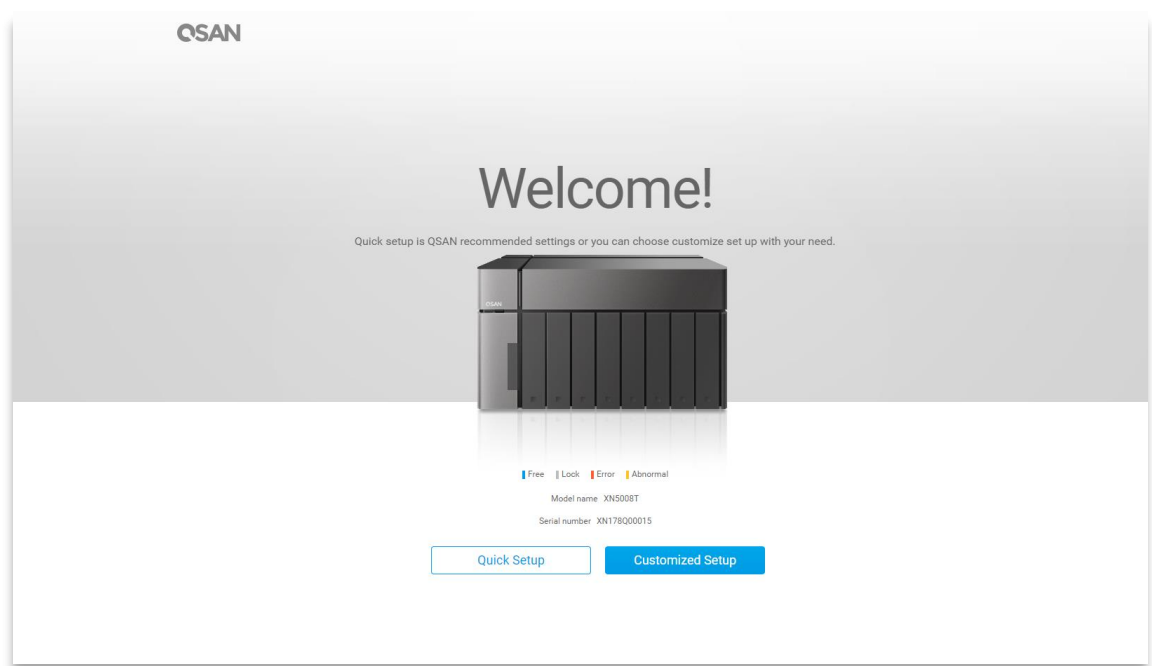 QSAN
Welcome!
Quick setup is QSAN recommended settings or you can choose customize set up with your need.
QSAN
Free Lock Error Abnormal
Model name XN5008T
Serial number XN178Q00015
Quick Setup Customized Setup